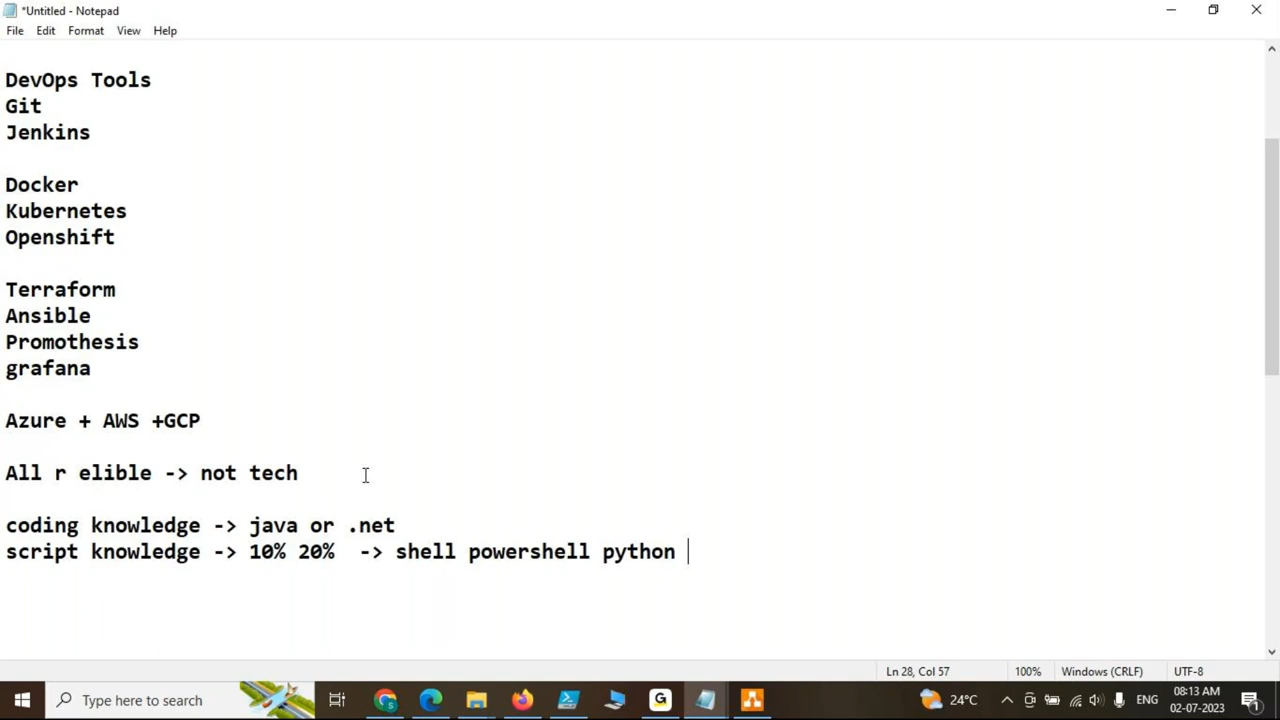 *Untitled - Notepad
File Edit Format View Help
DevOps Tools
Git
Jenkins
Docker
Kubernetes
Openshift
Terraform
Ansible
Promothesis
grafana
Azure + AWS +GCP
All r elible -> not tech
coding knowledge -> java or .net
script knowledge -> 10% 20%  -> shell powershell python
Ln 28, Col 57 100% Windows (CRLF) UTF-8
Type here to search 24°C ENG 08:13 AM
02-07-2023